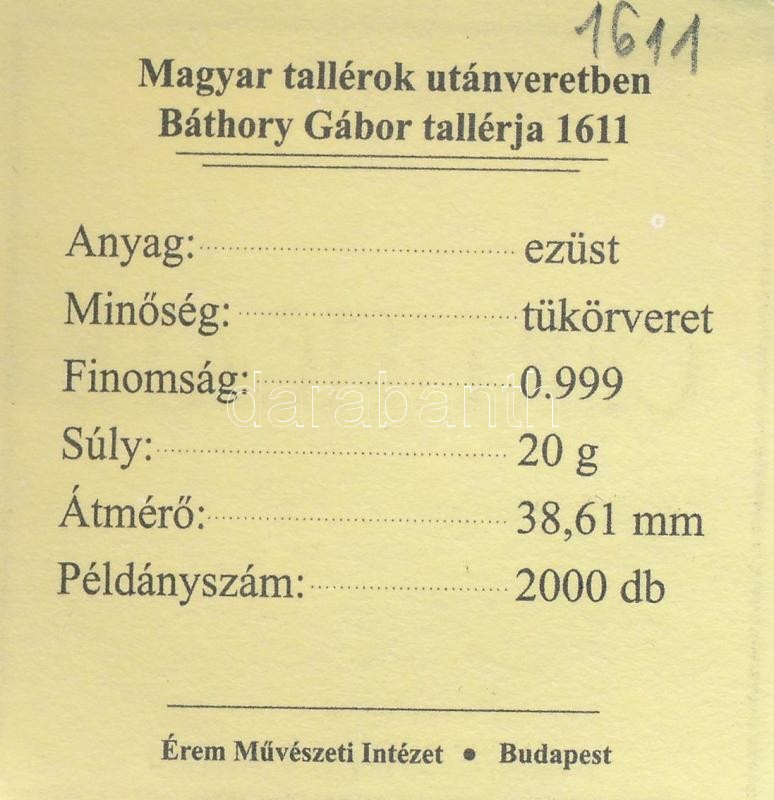 1611
Magyar tallérok utánveretben
Báthory Gábor tallérja 1611
Anyag:................................ezüst
Minőség:............................tükörveret
Finomság:..........................0.999
Súly:...................................20 g
Átmérő:..............................38,61 mm
Példányszám:....................2000 db
darabanth
Érem Művészeti Intézet • Budapest